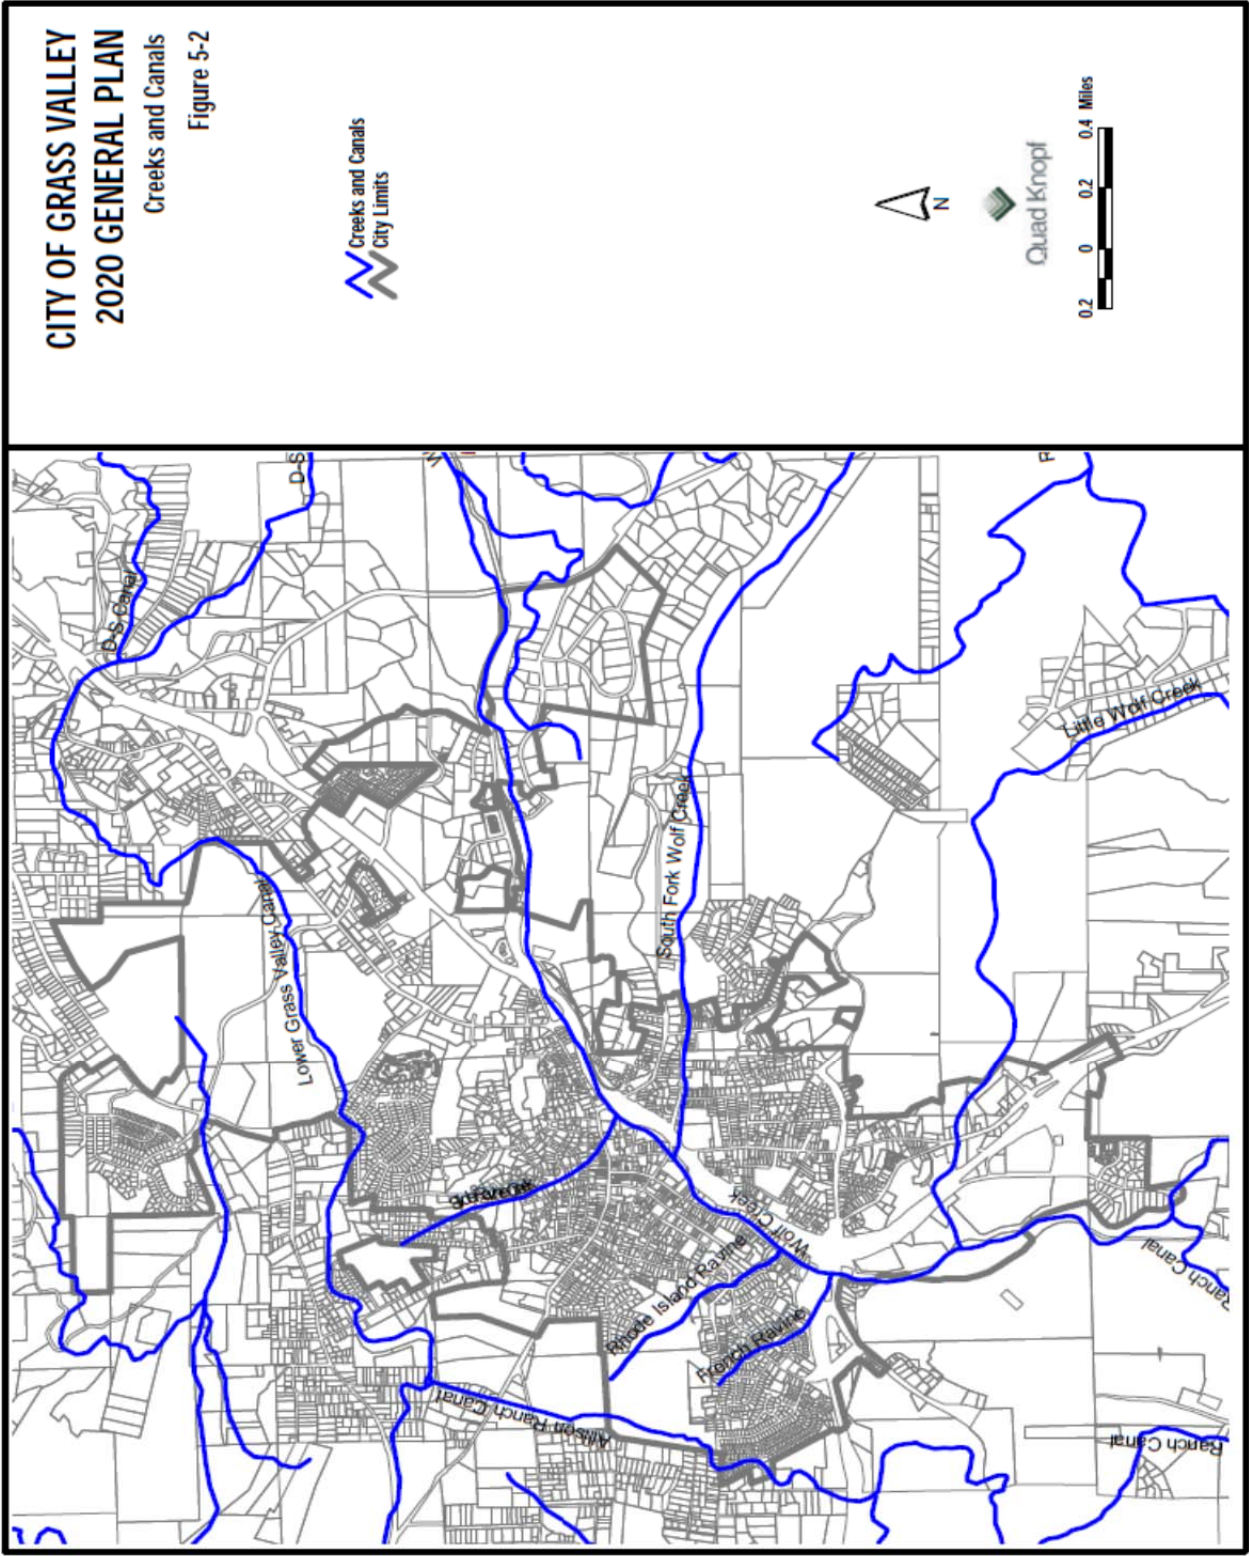 CITY OF GRASS VALLEY
2020 GENERAL PLAN
Creeks and Canals
Figure 5-2
Creeks and Canals
City Limits
N
Quad Knopf
0.2 0 0.2 0.4 Miles
D-S Canal
D-S
W
R
Lower Grass Valley Canal
South Fork Wolf Creek
Little Wolf Creek
Wolf Creek
Rhode Island Ravine
French Ravine
Allison Ranch Canal
Ranch Canal
Ranch Canal